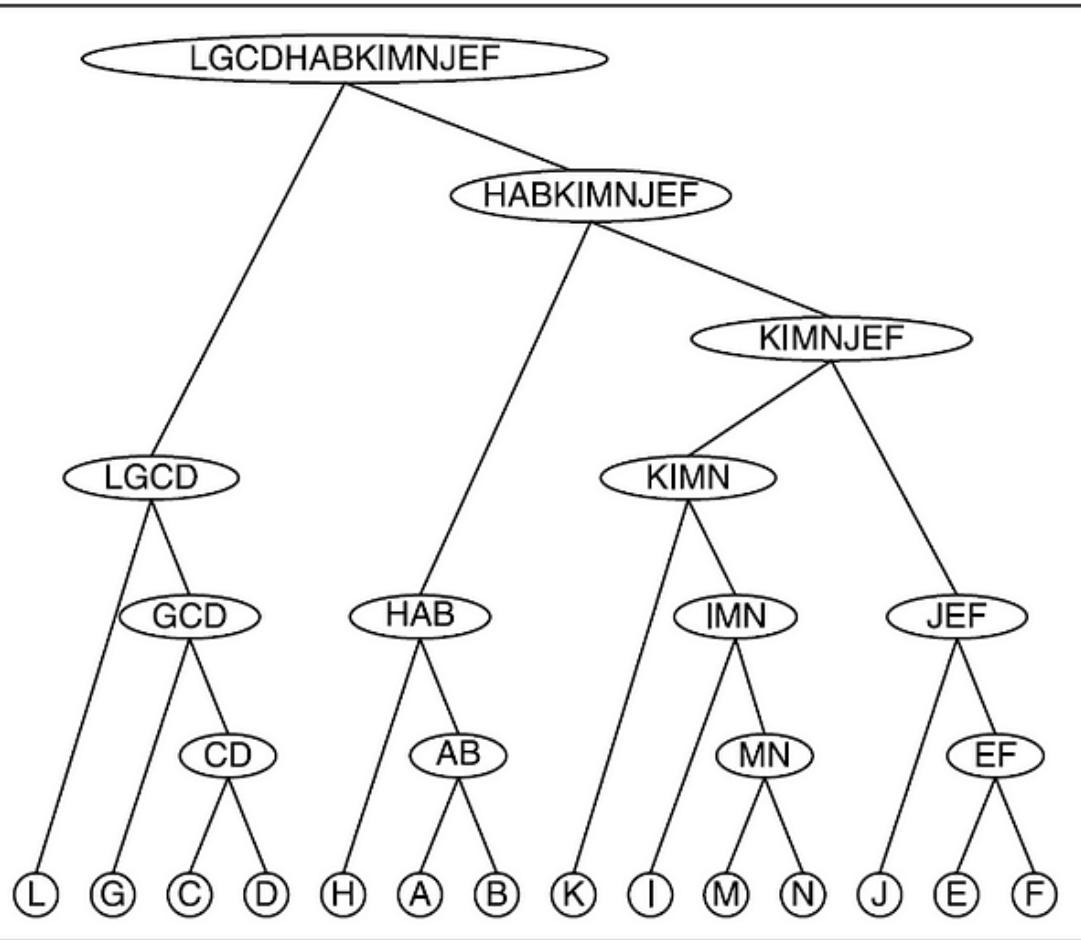 LGCDHABKIMNJEF
HABKIMNJEF
KIMNJEF
LGCD KIMN
GCD HAB IMN JEF
CD AB MN EF
L G C D H A B K I M N J E F